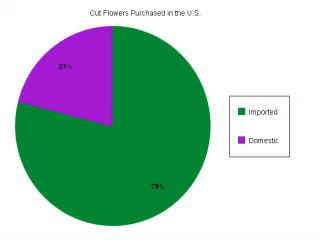 Cut Flowers Purchased in the U.S.
21%
Imported
Domestic
79%